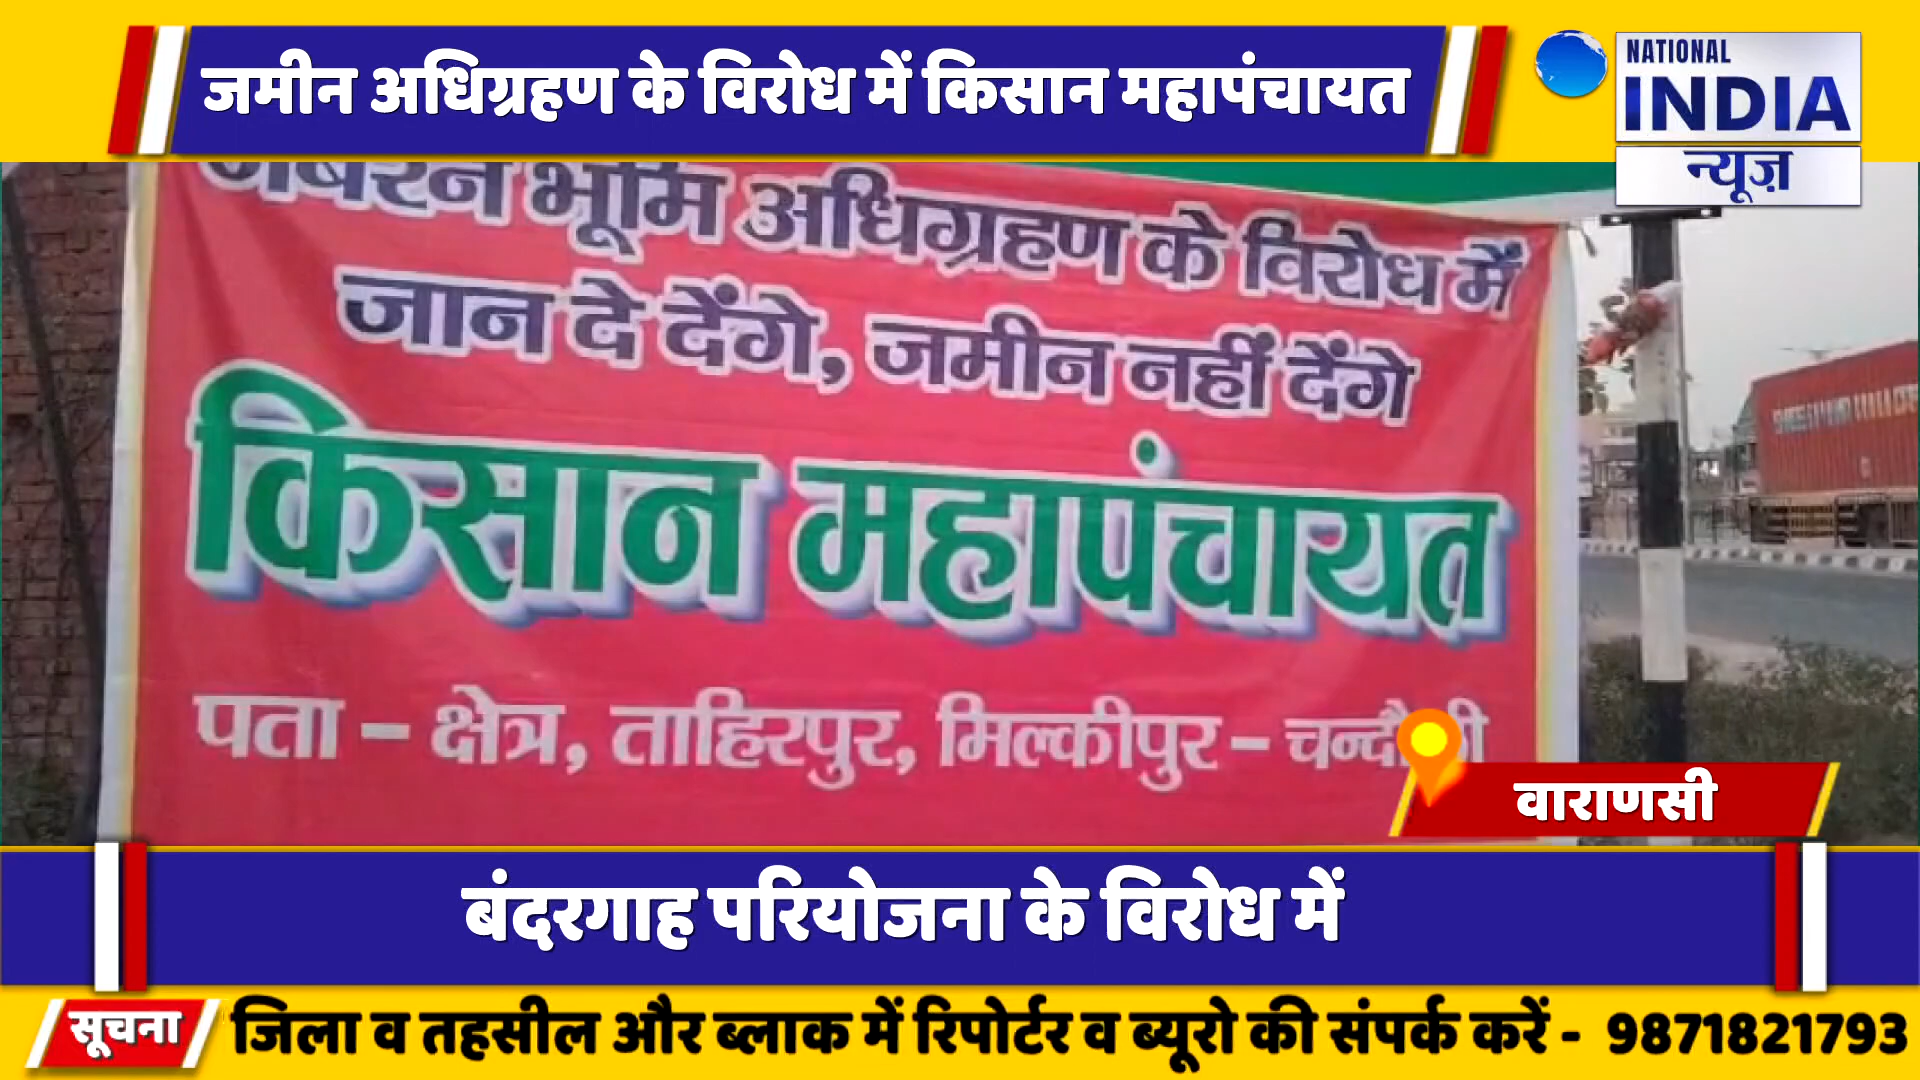 जमीन अधिग्रहण के विरोध में किसान महापंचायत
NATIONAL
INDIA
न्यूज़
जबरन भूमि अधिग्रहण के विरोध में
जान दे देंगे, जमीन नहीं देंगे
किसान महापंचायत
पता - क्षेत्र, ताहिरपुर, मिल्कीपुर - चन्दौली
वाराणसी
बंदरगाह परियोजना के विरोध में
सूचना
जिला व तहसील और ब्लाक में रिपोर्टर व ब्यूरो की संपर्क करें - 9871821793